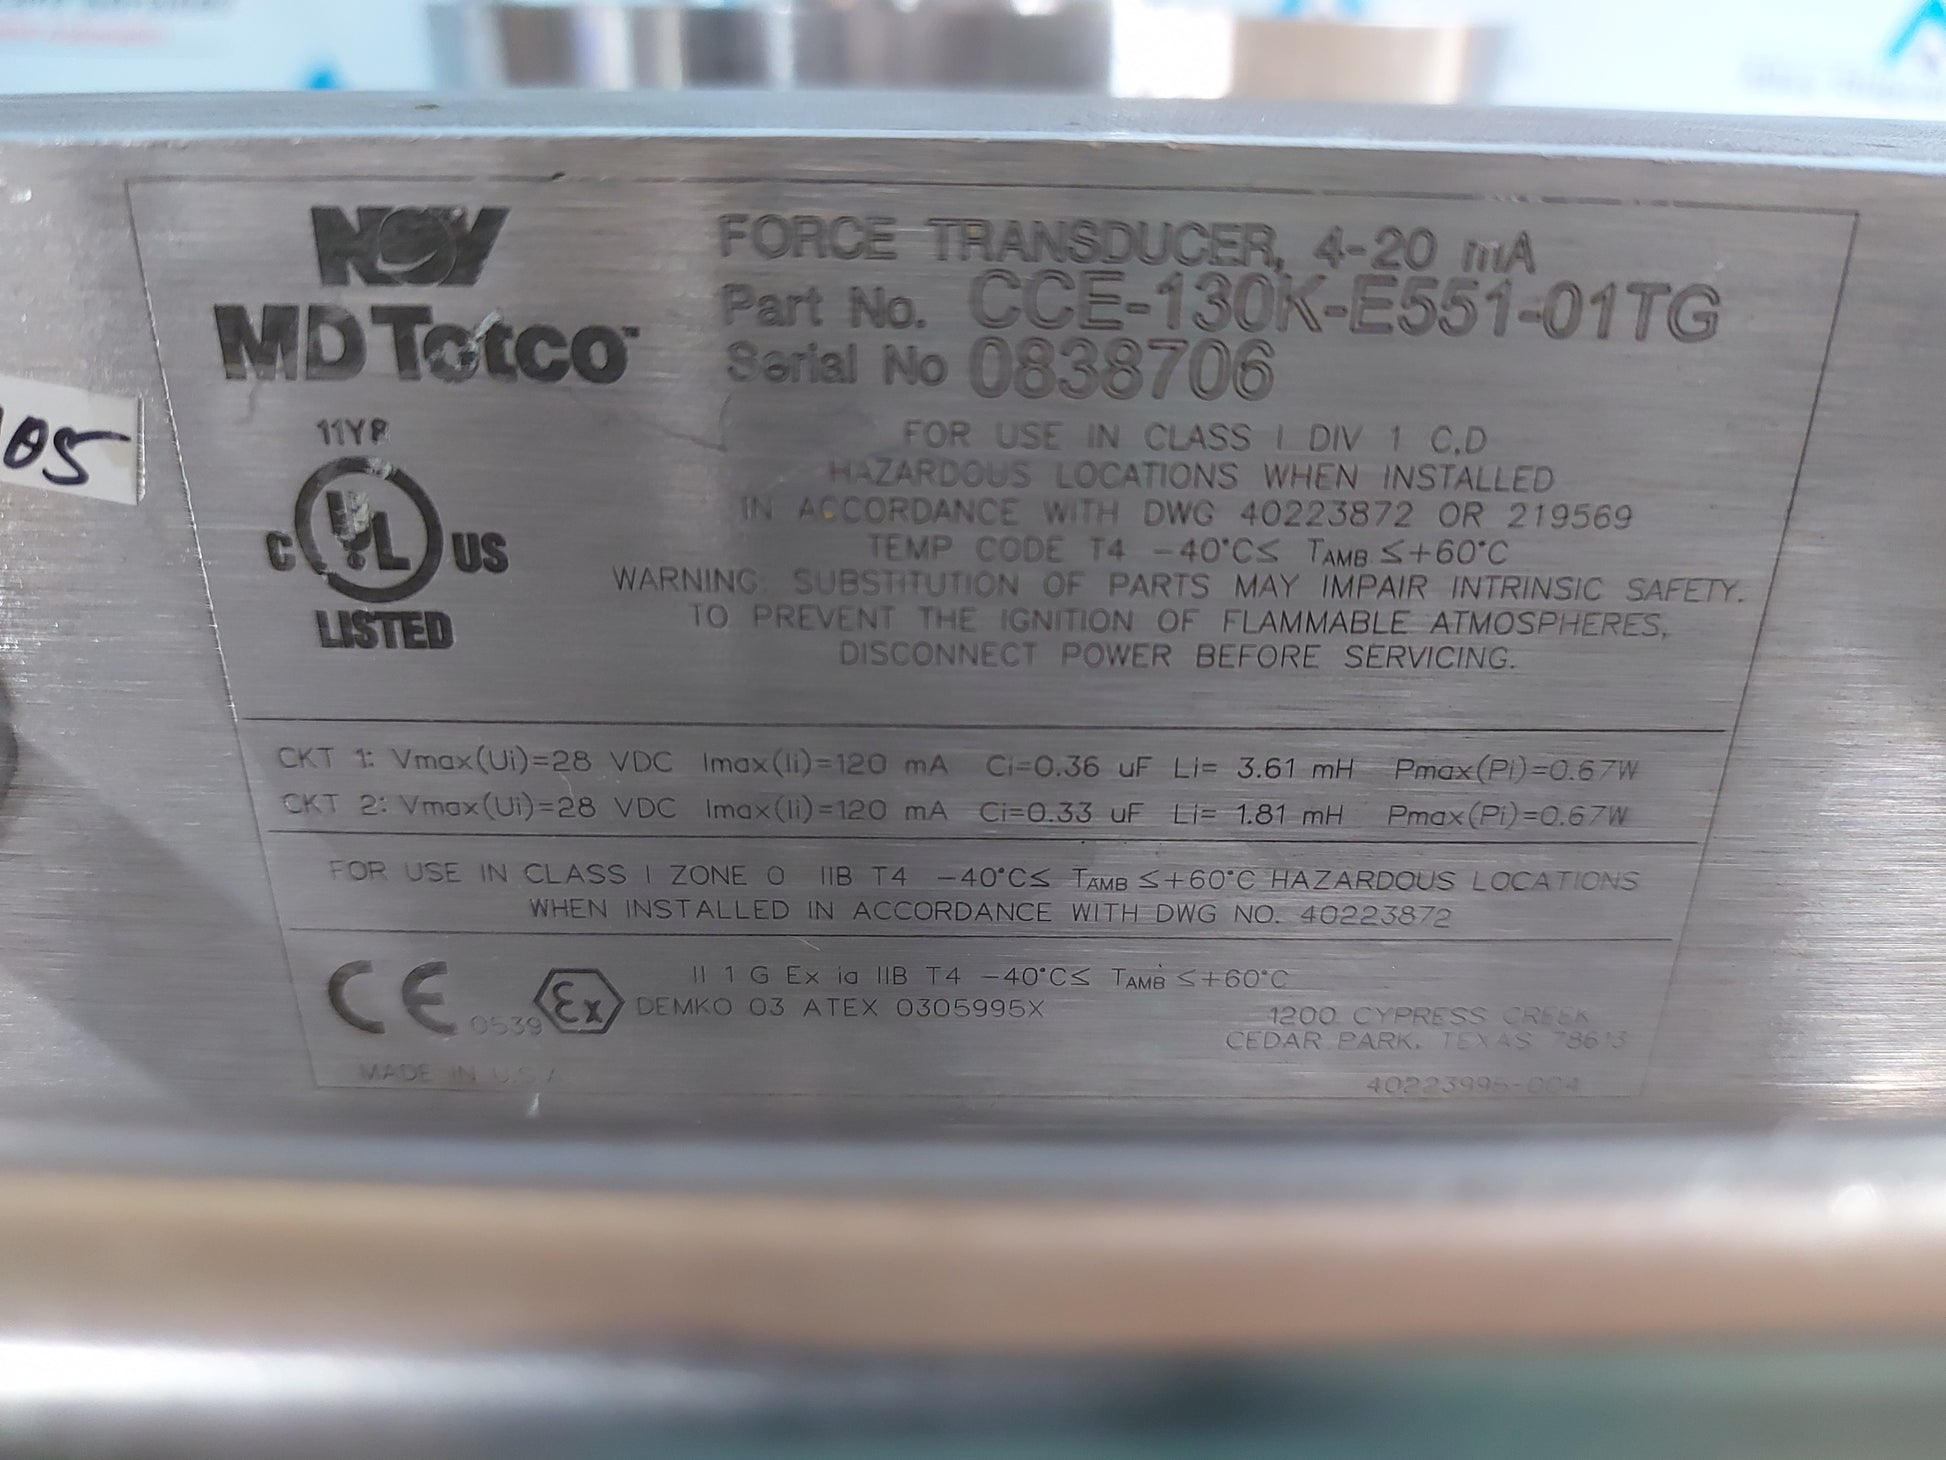 NOV
MD Totco™
FORCE TRANSDUCER, 4-20 mA
Part No. CCE-130K-E551-01TG
Serial No 0838706
05
11YP
C UL US
LISTED
FOR USE IN CLASS I DIV 1 C,D
HAZARDOUS LOCATIONS WHEN INSTALLED
IN ACCORDANCE WITH DWG 40223872 OR 219569
TEMP CODE T4 -40°C≤ TAMB ≤+60°C
WARNING: SUBSTITUTION OF PARTS MAY IMPAIR INTRINSIC SAFETY.
TO PREVENT THE IGNITION OF FLAMMABLE ATMOSPHERES,
DISCONNECT POWER BEFORE SERVICING.
CKT 1: Vmax(Ui)=28 VDC Imax(Ii)=120 mA Ci=0.36 uF Li= 3.61 mH Pmax(Pi)=0.67W
CKT 2: Vmax(Ui)=28 VDC Imax(Ii)=120 mA Ci=0.33 uF Li= 1.81 mH Pmax(Pi)=0.67W
FOR USE IN CLASS I ZONE 0 IIB T4 -40°C≤ TAMB ≤+60°C HAZARDOUS LOCATIONS
WHEN INSTALLED IN ACCORDANCE WITH DWG NO. 40223872
CE 0539 Ex
II 1 G Ex ia IIB T4 -40°C≤ TAMB ≤+60°C
DEMKO 03 ATEX 0305995X
1200 CYPRESS CREEK
CEDAR PARK, TEXAS 78613
MADE IN U.S.A
40223995-004